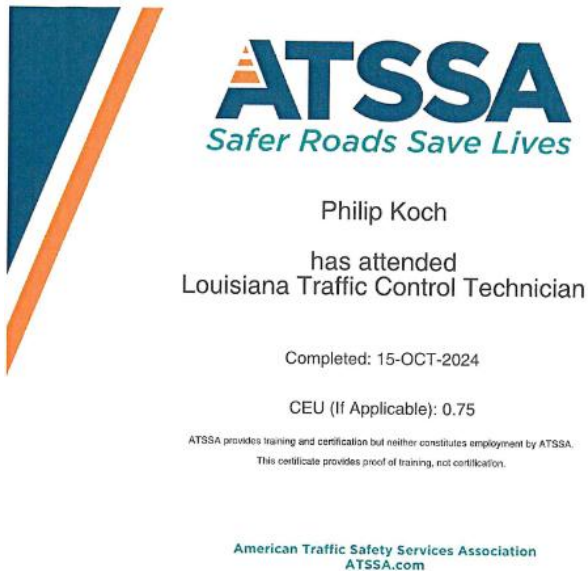 ATSSA
Safer Roads Save Lives
Philip Koch
has attended
Louisiana Traffic Control Technician
Completed: 15-OCT-2024
CEU (If Applicable): 0.75
ATSSA provides training and certification but neither constitutes employment by ATSSA.
This certificate provides proof of training, not certification.
American Traffic Safety Services Association
ATSSA.com